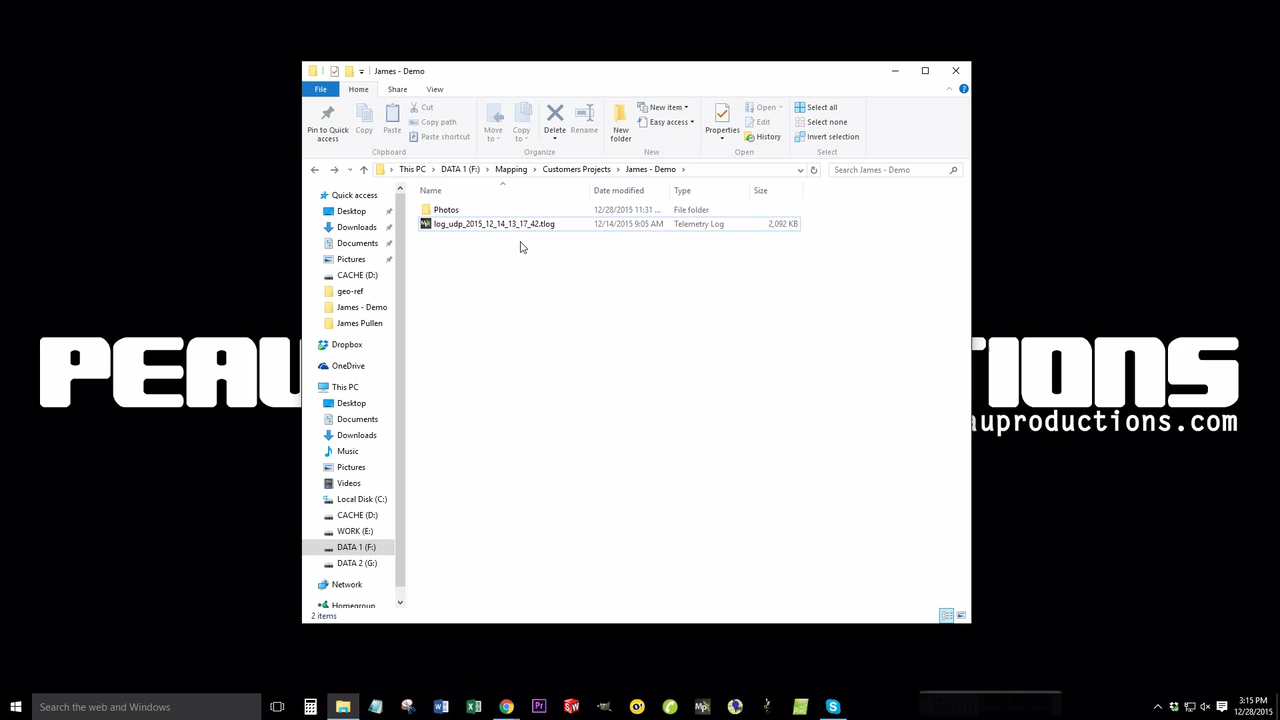 James - Demo
File
Home
Share
View
Pin to Quick access
Copy
Paste
Cut
Copy path
Paste shortcut
Clipboard
Move to
Copy to
Delete
Rename
Organize
New folder
New item
Easy access
New
Properties
Open
Edit
History
Open
Select all
Select none
Invert selection
Select
This PC
DATA 1 (F:)
Mapping
Customers Projects
James - Demo
Search James - Demo
Name
Date modified
Type
Size
Photos
12/28/2015 11:31 ...
File folder
log_udp_2015_12_14_13_17_42.tlog
12/14/2015 9:05 AM
Telemetry Log
2,092 KB
Quick access
Desktop
Downloads
Documents
Pictures
CACHE (D:)
geo-ref
James - Demo
James Pullen
Dropbox
OneDrive
This PC
Desktop
Documents
Downloads
Music
Pictures
Videos
Local Disk (C:)
CACHE (D:)
WORK (E:)
DATA 1 (F:)
DATA 2 (G:)
Network
Homegroup
2 items
PEAU
TIONS
auproductions.com
Search the web and Windows
3:15 PM
12/28/2015